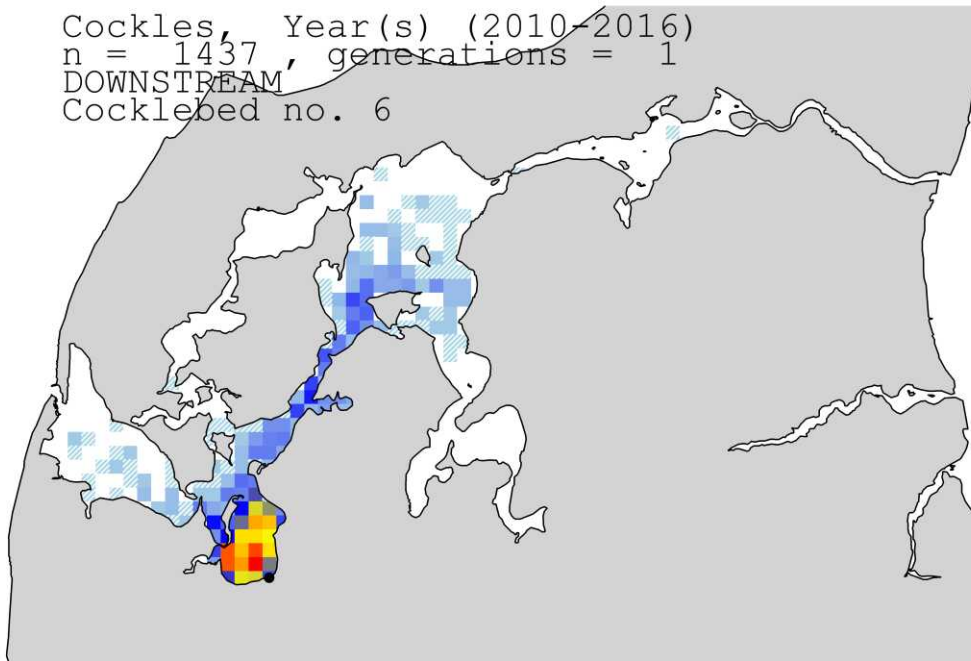 Cockles, Year(s) (2010-2016)
n = 1437 , generations = 1
DOWNSTREAM
Cocklebed no. 6